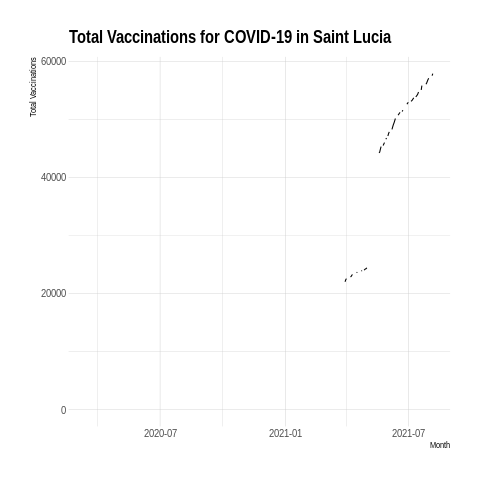 Total Vaccinations for COVID-19 in Saint Lucia
Total Vaccinations
60000
40000
20000
0
2020-07 2021-01 2021-07
Month